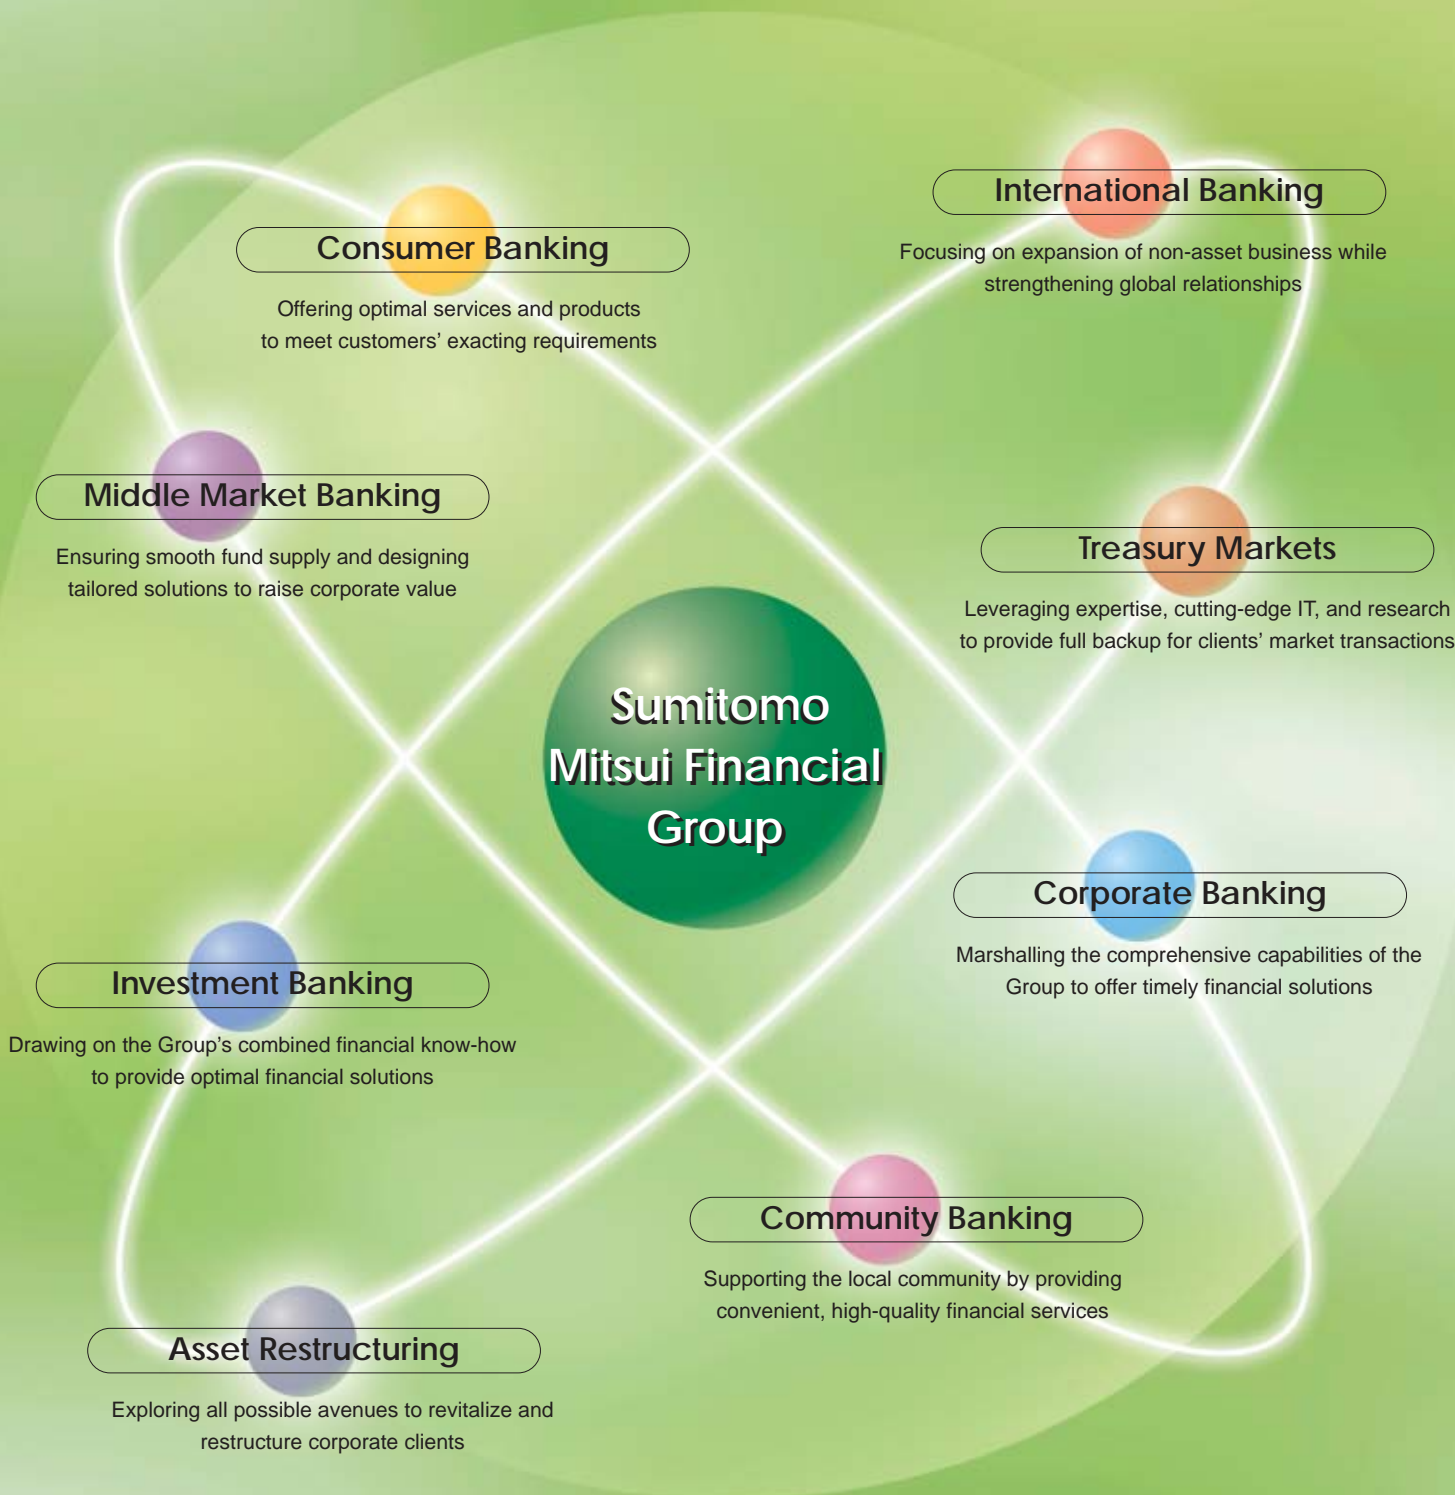 International Banking
Focusing on expansion of non-asset business while
strengthening global relationships
Consumer Banking
Offering optimal services and products
to meet customers’ exacting requirements
Middle Market Banking
Ensuring smooth fund supply and designing
tailored solutions to raise corporate value
Treasury Markets
Leveraging expertise, cutting-edge IT, and research
to provide full backup for clients’ market transactions
Sumitomo
Mitsui Financial
Group
Corporate Banking
Marshalling the comprehensive capabilities of the
Group to offer timely financial solutions
Investment Banking
Drawing on the Group’s combined financial know-how
to provide optimal financial solutions
Community Banking
Supporting the local community by providing
convenient, high-quality financial services
Asset Restructuring
Exploring all possible avenues to revitalize and
restructure corporate clients